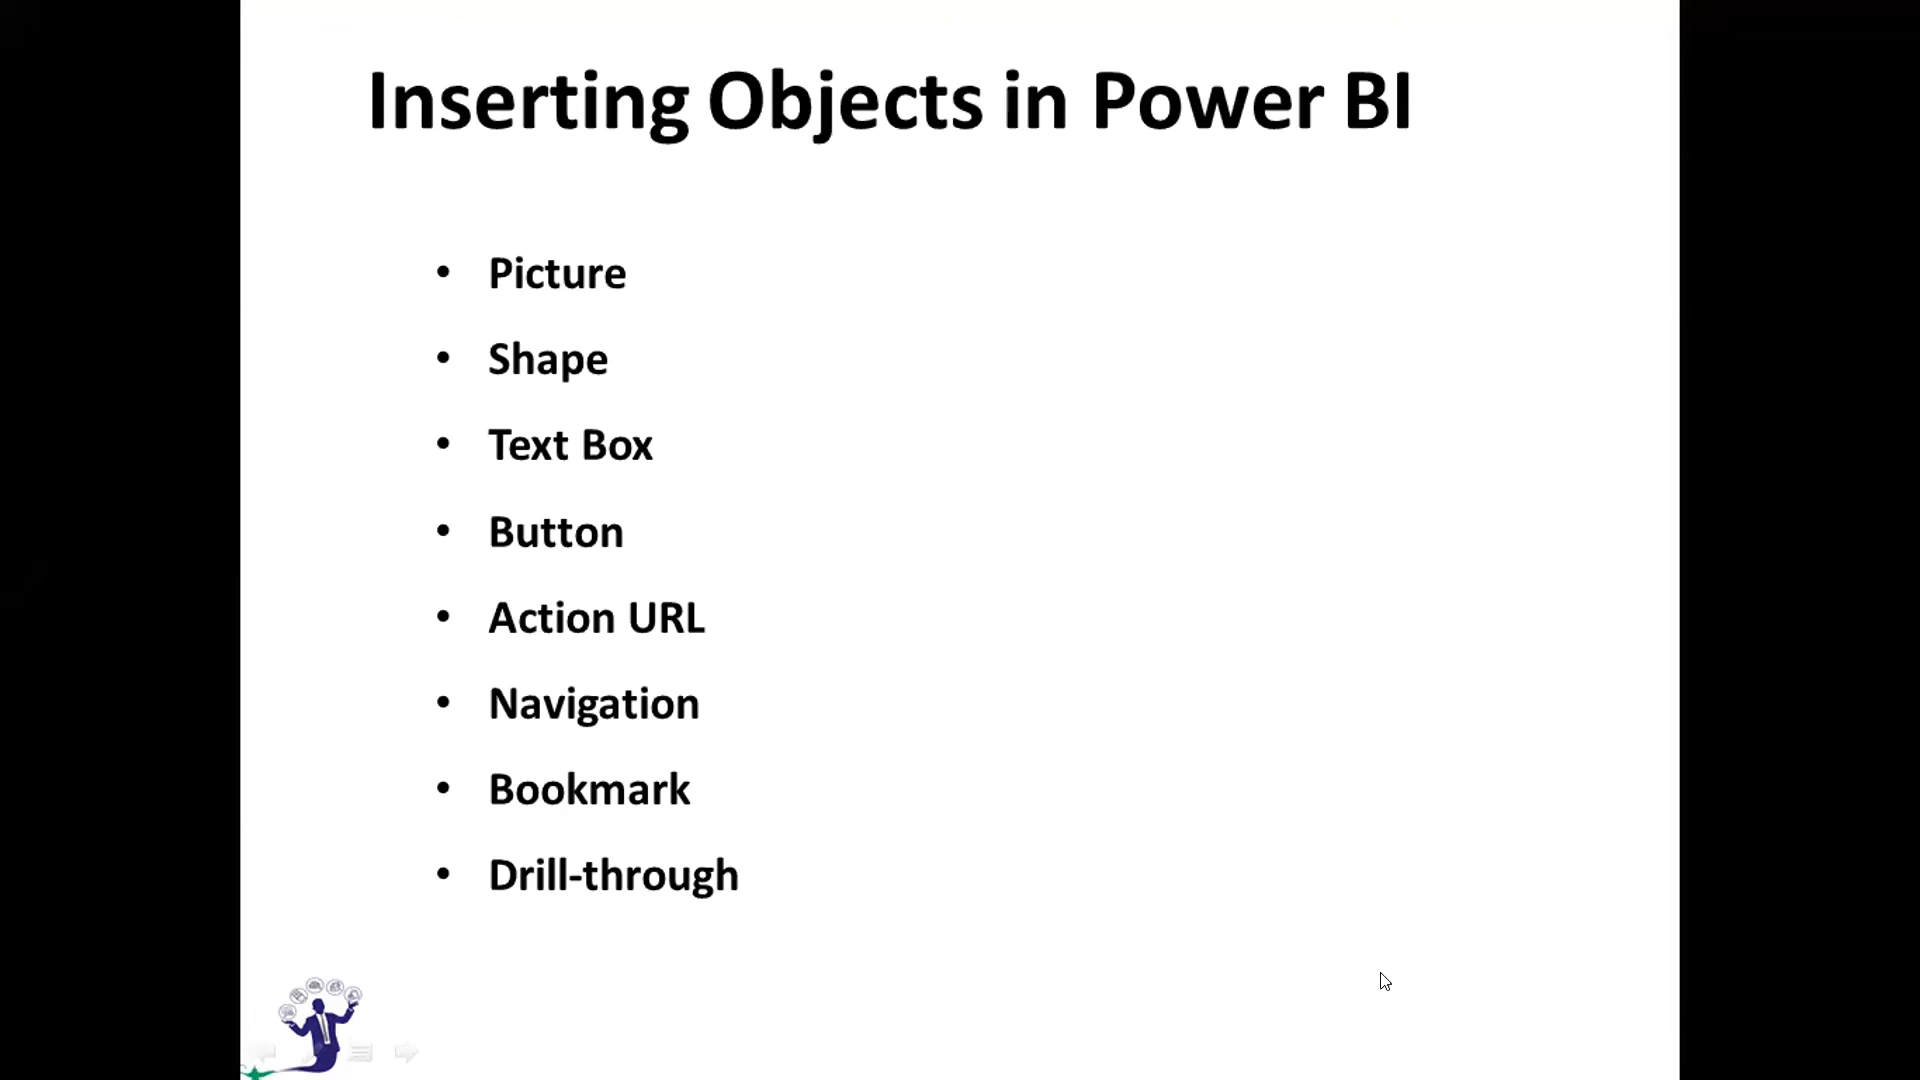 Inserting Objects in Power BI
• Picture
• Shape
• Text Box
• Button
• Action URL
• Navigation
• Bookmark
• Drill-through